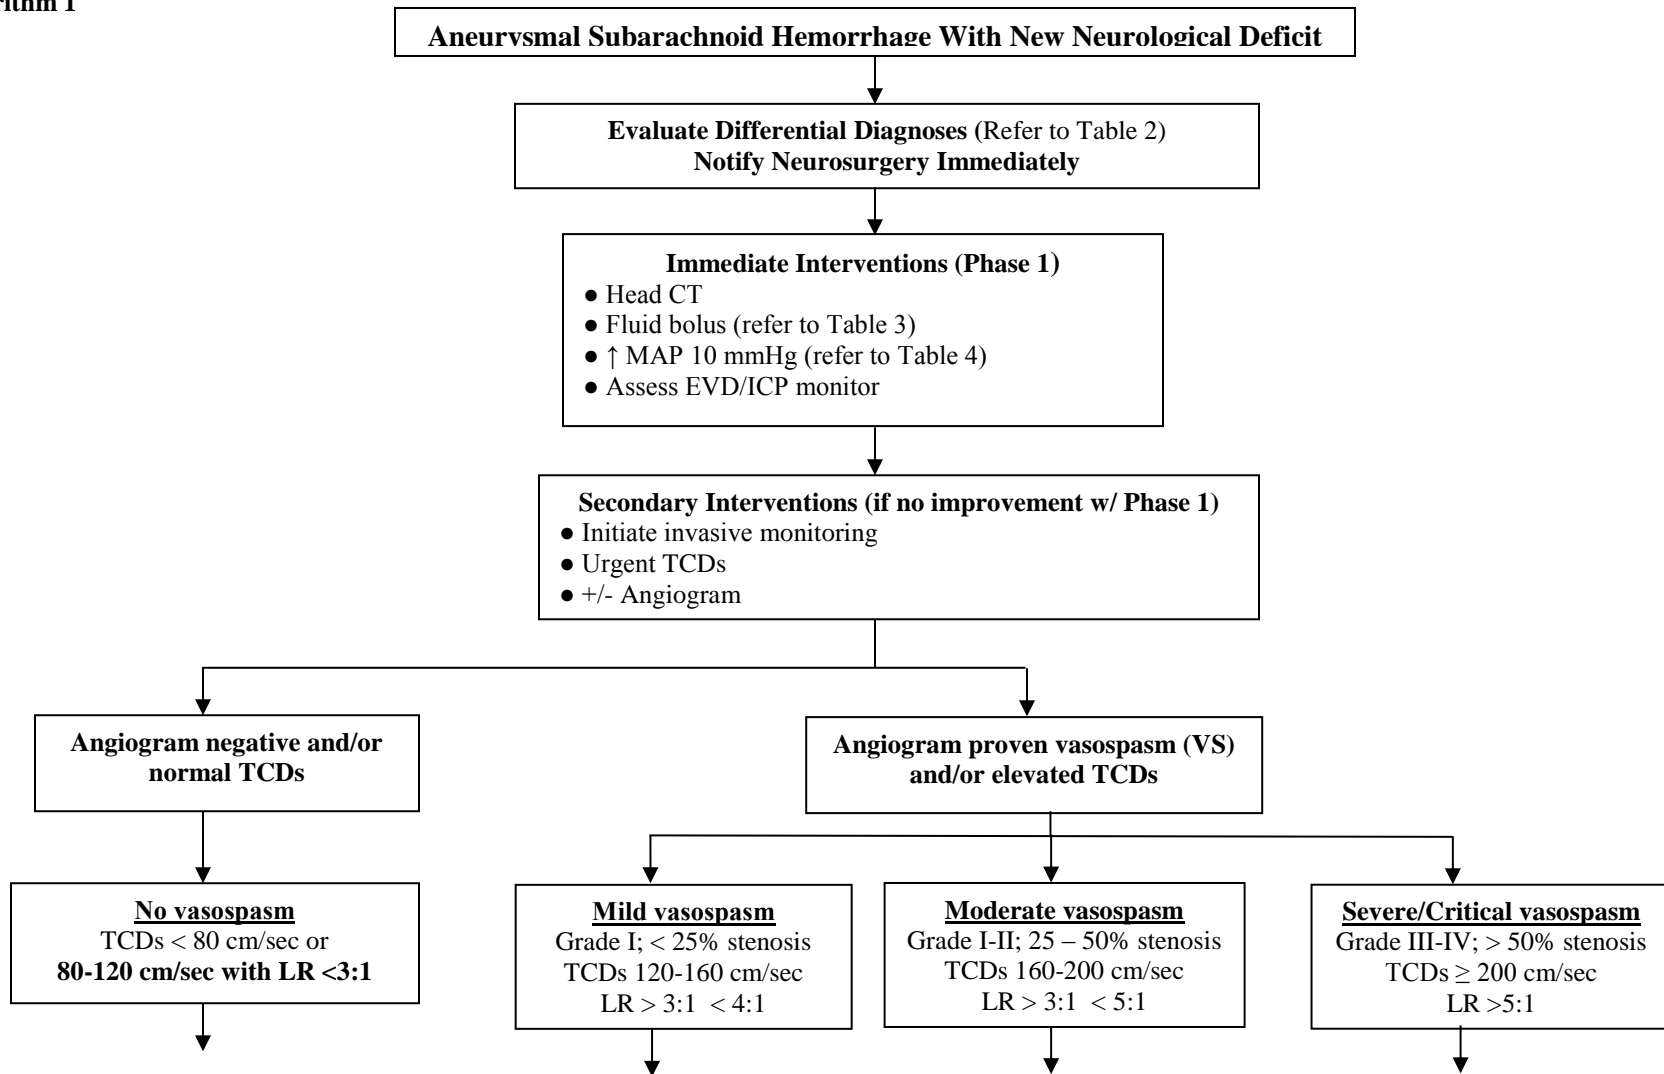 rithm 1
Aneurysmal Subarachnoid Hemorrhage With New Neurological Deficit
Evaluate Differential Diagnoses (Refer to Table 2)
Notify Neurosurgery Immediately
Immediate Interventions (Phase 1)
● Head CT
● Fluid bolus (refer to Table 3)
● ↑ MAP 10 mmHg (refer to Table 4)
● Assess EVD/ICP monitor
Secondary Interventions (if no improvement w/ Phase 1)
● Initiate invasive monitoring
● Urgent TCDs
● +/- Angiogram
Angiogram negative and/or
normal TCDs
Angiogram proven vasospasm (VS)
and/or elevated TCDs
No vasospasm
TCDs < 80 cm/sec or
80-120 cm/sec with LR <3:1
Mild vasospasm
Grade I; < 25% stenosis
TCDs 120-160 cm/sec
LR > 3:1 < 4:1
Moderate vasospasm
Grade I-II; 25 – 50% stenosis
TCDs 160-200 cm/sec
LR > 3:1 < 5:1
Severe/Critical vasospasm
Grade III-IV; > 50% stenosis
TCDs ≥ 200 cm/sec
LR >5:1